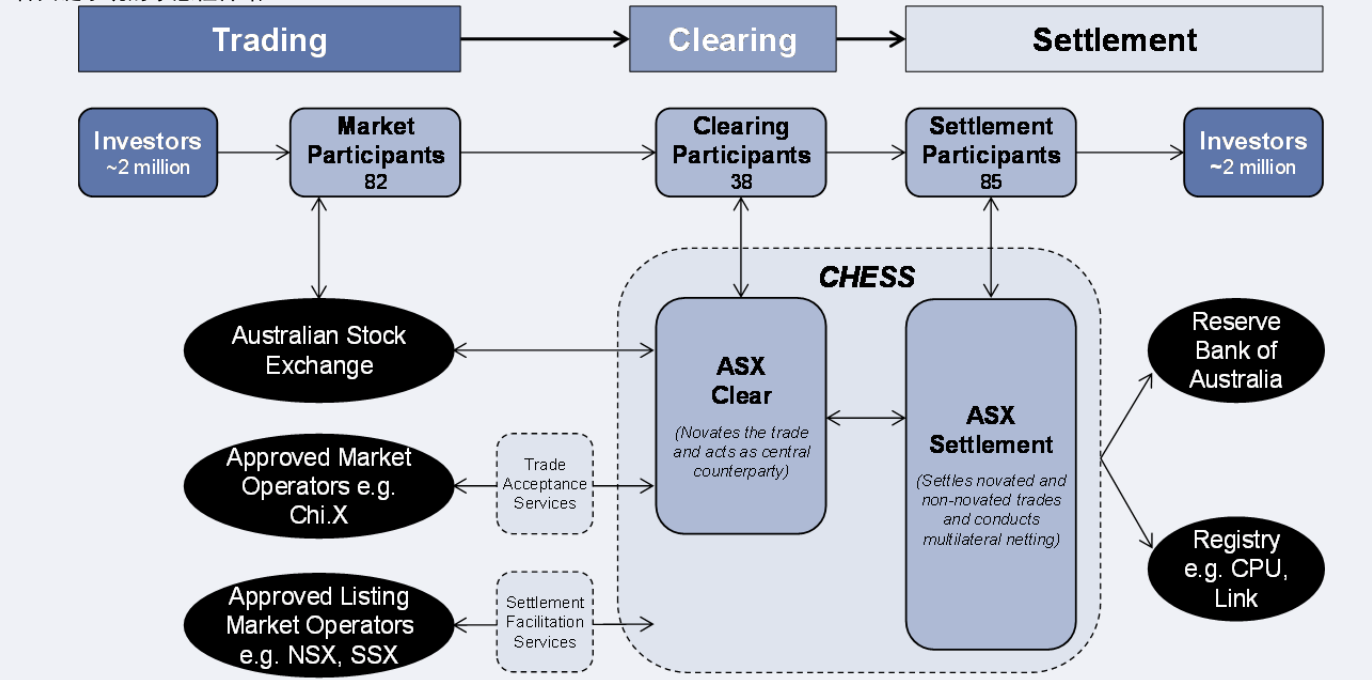 Trading
Clearing
Settlement
Investors
~2 million
Market
Participants
82
Clearing
Participants
38
Settlement
Participants
85
Investors
~2 million
CHESS
Australian Stock
Exchange
Approved Market
Operators e.g.
Chi.X
Approved Listing
Market Operators
e.g. NSX, SSX
Trade
Acceptance
Services
Settlement
Facilitation
Services
ASX
Clear
(Novates the trade
and acts as central
counterparty)
ASX
Settlement
(Settles novated and
non-novated trades
and conducts
multilateral netting)
Reserve
Bank of
Australia
Registry
e.g. CPU,
Link